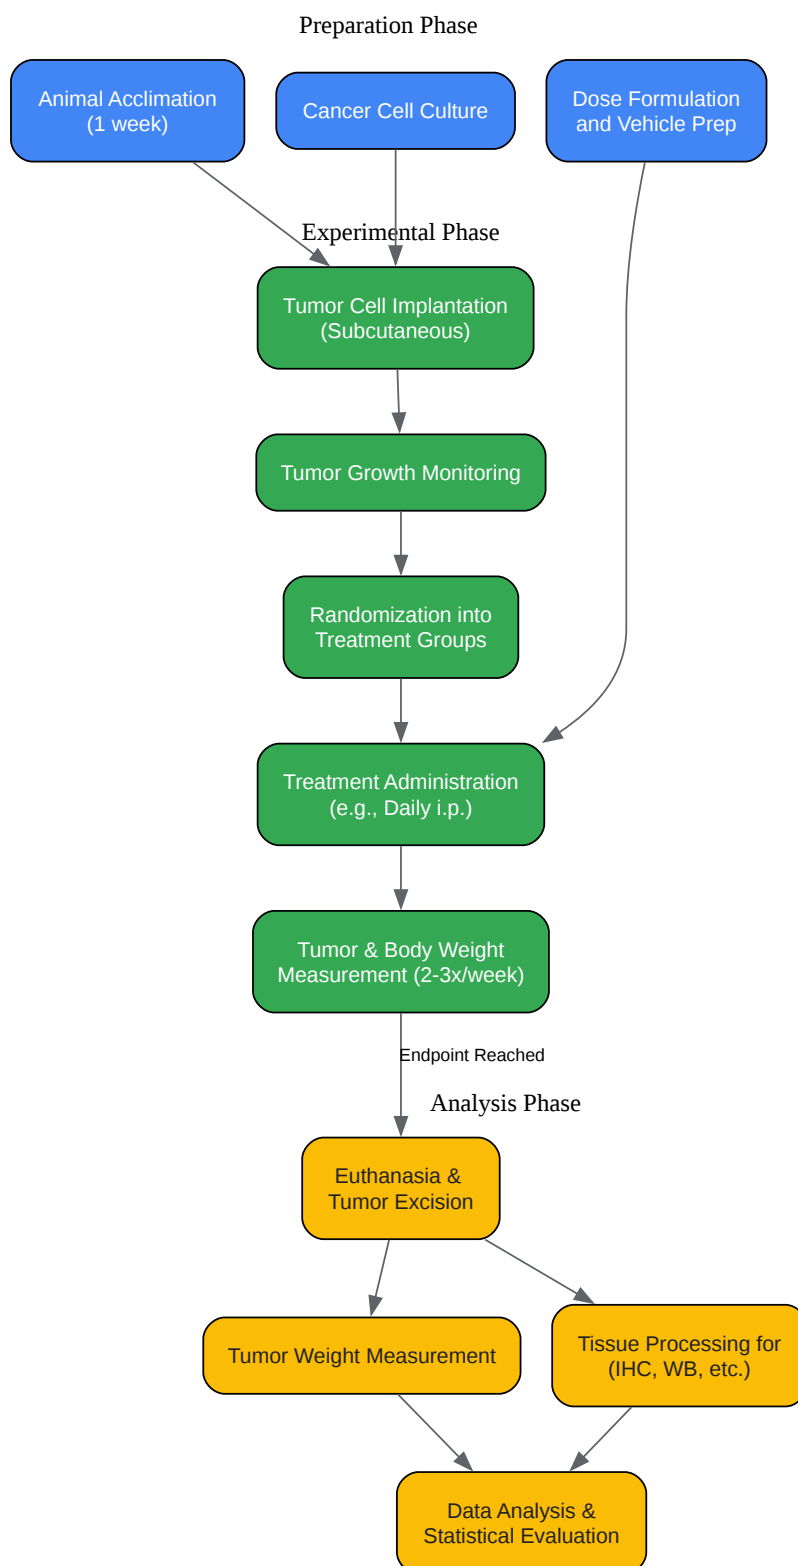 Preparation Phase
Animal Acclimation
(1 week)
Cancer Cell Culture
Dose Formulation
and Vehicle Prep
Experimental Phase
Tumor Cell Implantation
(Subcutaneous)
Tumor Growth Monitoring
Randomization into
Treatment Groups
Treatment Administration
(e.g., Daily i.p.)
Tumor & Body Weight
Measurement (2-3x/week)
Endpoint Reached
Analysis Phase
Euthanasia &
Tumor Excision
Tumor Weight Measurement
Tissue Processing for
(IHC, WB, etc.)
Data Analysis &
Statistical Evaluation